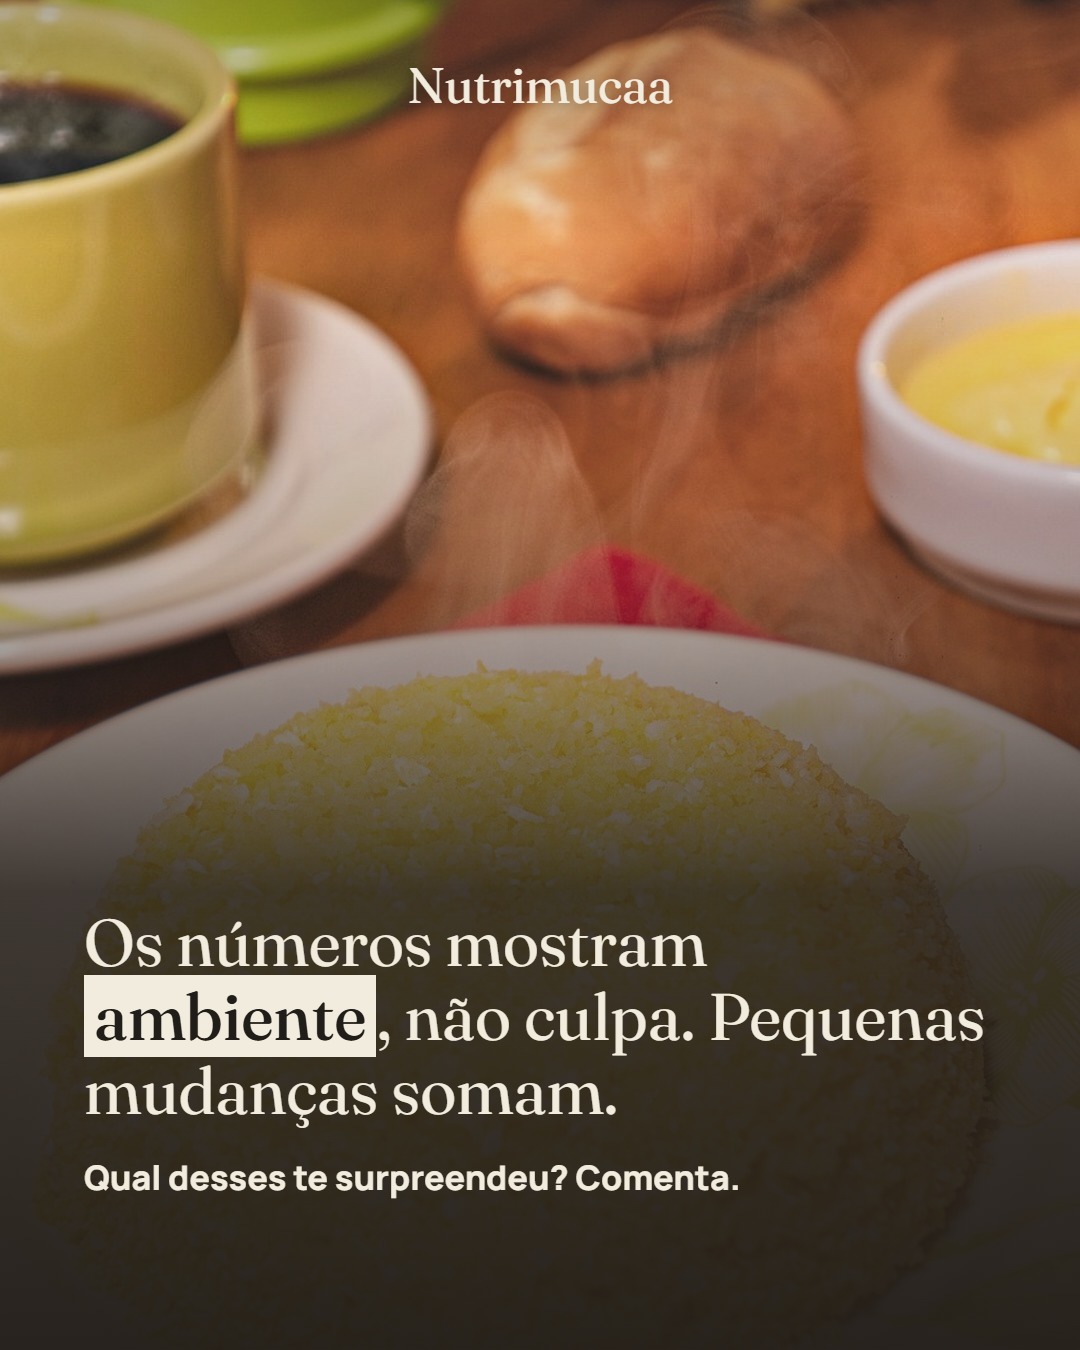 Nutrimucaa
Os números mostram
ambiente, não culpa. Pequenas
mudanças somam.
Qual desses te surpreendeu? Comenta.